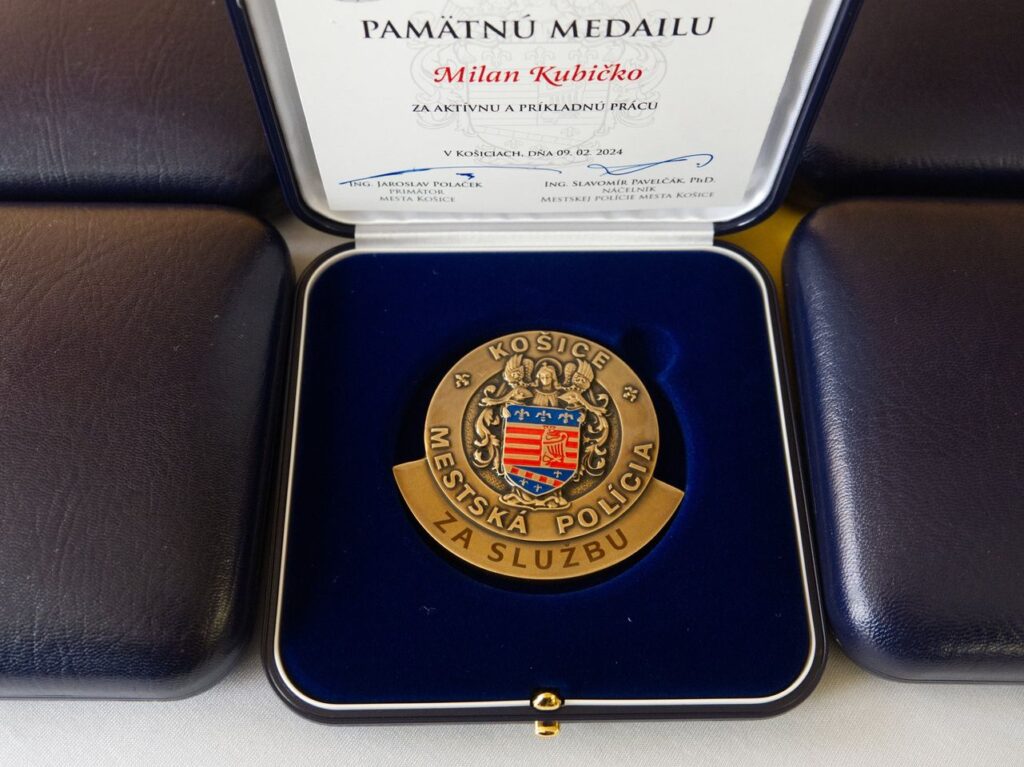 PAMÄTNÚ MEDAILU
Milan Kubičko
ZA AKTÍVNU A PRÍKLADNÚ PRÁCU
V KOŠICIACH, DŇA 09. 02. 2024
ING. JAROSLAV POLAČEK
PRIMÁTOR
MESTA KOŠICE
ING. SLAVOMÍR PAVELČÁK, PhD.
NÁČELNÍK
MESTSKEJ POLÍCIE MESTA KOŠICE
KOŠICE
MESTSKÁ POLÍCIA
ZA SLUŽBU